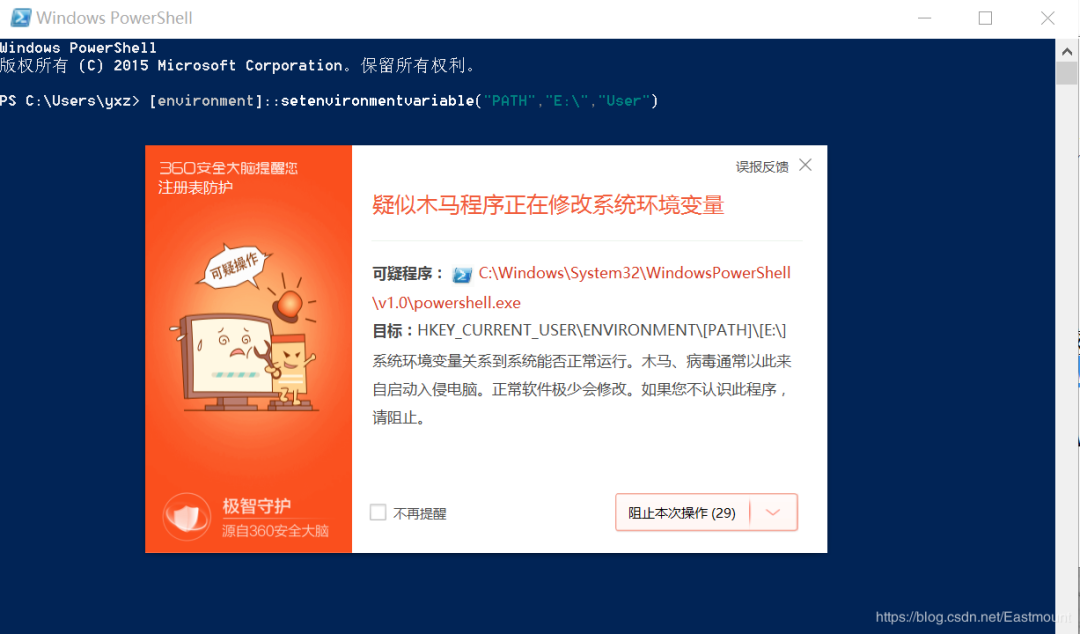 Windows PowerShell
Windows PowerShell
版权所有 (C) 2015 Microsoft Corporation。保留所有权利。
PS C:\Users\yxz> [environment]::setenvironmentvariable("PATH","E:\","User")
360安全大脑提醒您
注册表防护
误报反馈
疑似木马程序正在修改系统环境变量
可疑操作
可疑程序： C:\Windows\System32\WindowsPowerShell
\v1.0\powershell.exe
目标：HKEY_CURRENT_USER\ENVIRONMENT\[PATH]\[E:\]
系统环境变量关系到系统能否正常运行。木马、病毒通常以此来
自启动入侵电脑。正常软件极少会修改。如果您不认识此程序，
请阻止。
极智守护
源自360安全大脑
不再提醒
阻止本次操作 (29)
https://blog.csdn.net/Eastmount